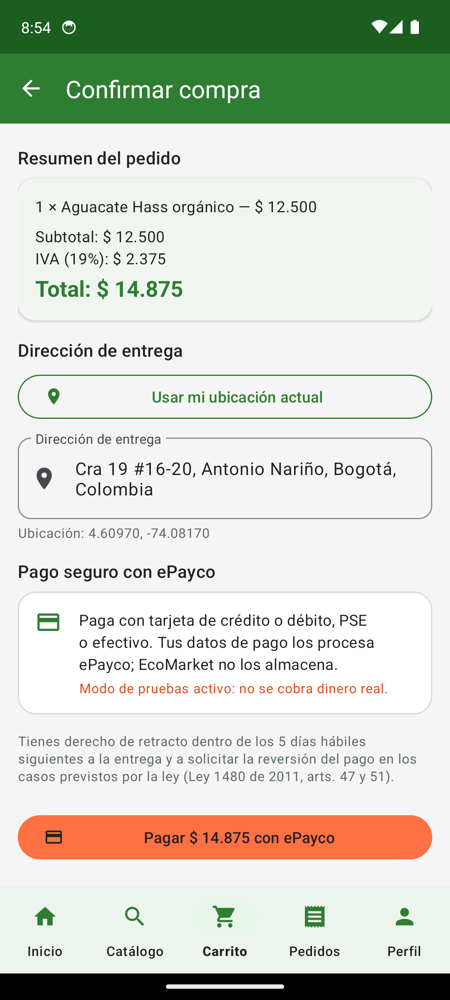 8:54
Confirmar compra
Resumen del pedido
1 × Aguacate Hass orgánico — $ 12.500
Subtotal: $ 12.500
IVA (19%): $ 2.375
Total: $ 14.875
Dirección de entrega
Usar mi ubicación actual
Dirección de entrega
Cra 19 #16-20, Antonio Nariño, Bogotá,
Colombia
Ubicación: 4.60970, -74.08170
Pago seguro con ePayco
Paga con tarjeta de crédito o débito, PSE
o efectivo. Tus datos de pago los procesa
ePayco; EcoMarket no los almacena.
Modo de pruebas activo: no se cobra dinero real.
Tienes derecho de retracto dentro de los 5 días hábiles
siguientes a la entrega y a solicitar la reversión del pago en los
casos previstos por la ley (Ley 1480 de 2011, arts. 47 y 51).
Pagar $ 14.875 con ePayco
Inicio
Catálogo
Carrito
Pedidos
Perfil